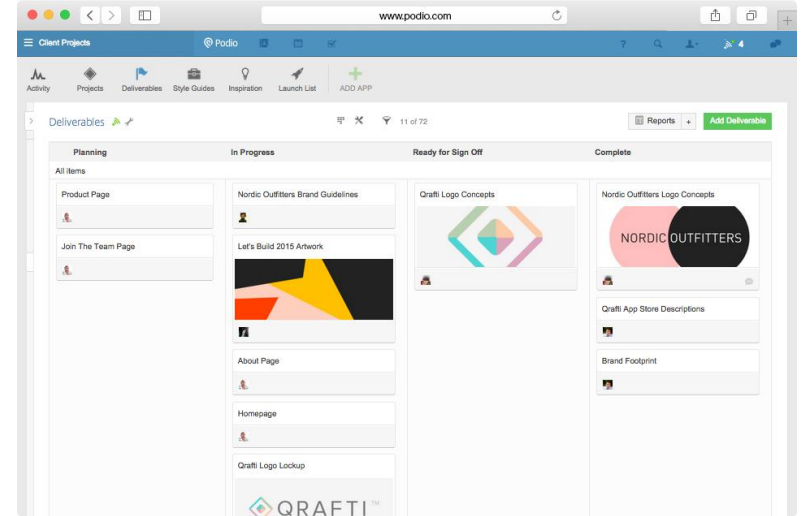 www.podio.com
Client Projects
Podio
? 4
Activity Projects Deliverables Style Guides Inspiration Launch List ADD APP
Deliverables
11 of 72
Reports + Add Deliverable
Planning In Progress Ready for Sign Off Complete
All items
Product Page
Join The Team Page
Nordic Outfitters Brand Guidelines
Let's Build 2015 Artwork
About Page
Homepage
Qrafti Logo Lockup
QRAFTI™
Qrafti Logo Concepts
Nordic Outfitters Logo Concepts
NORDIC OUTFITTERS
Qrafti App Store Descriptions
Brand Footprint